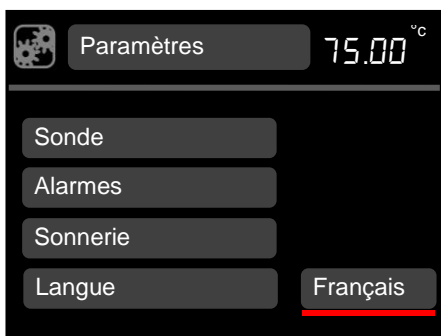 Paramètres 75.00 °C
Sonde
Alarmes
Sonnerie
Langue Français